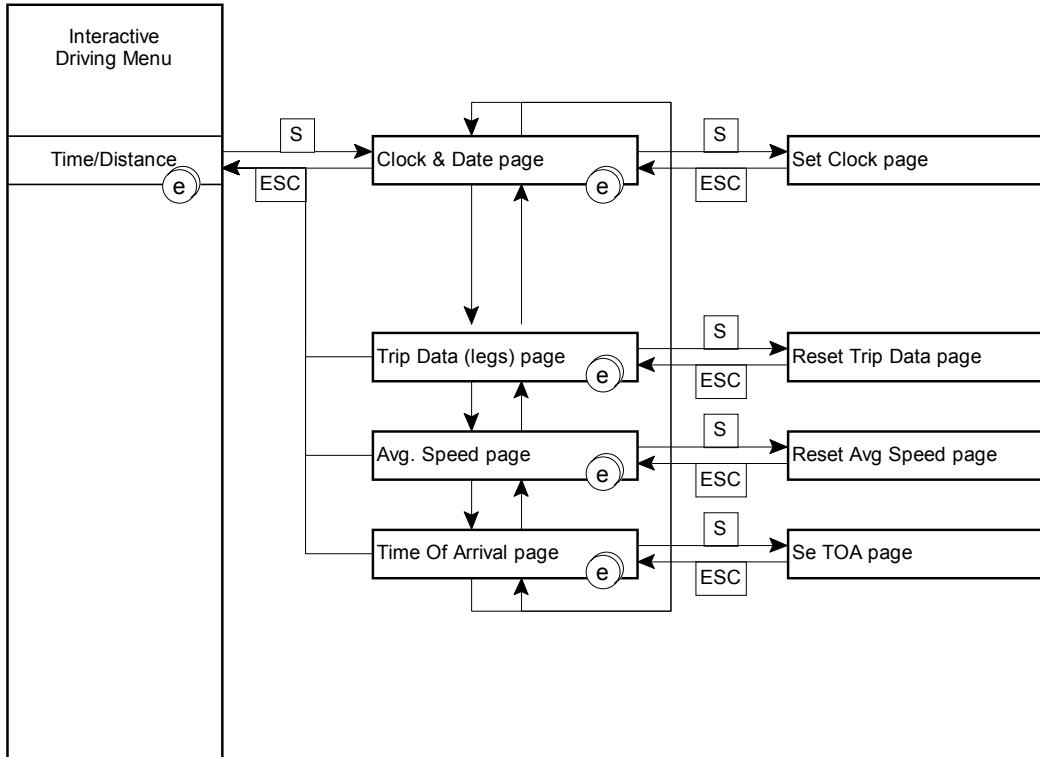 Interactive
Driving Menu
S
S
Time/Distance
Clock & Date page
Set Clock page
e
ESC
e
ESC
S
Trip Data (legs) page
Reset Trip Data page
e
ESC
S
Avg. Speed page
Reset Avg Speed page
e
ESC
S
Time Of Arrival page
Se TOA page
e
ESC